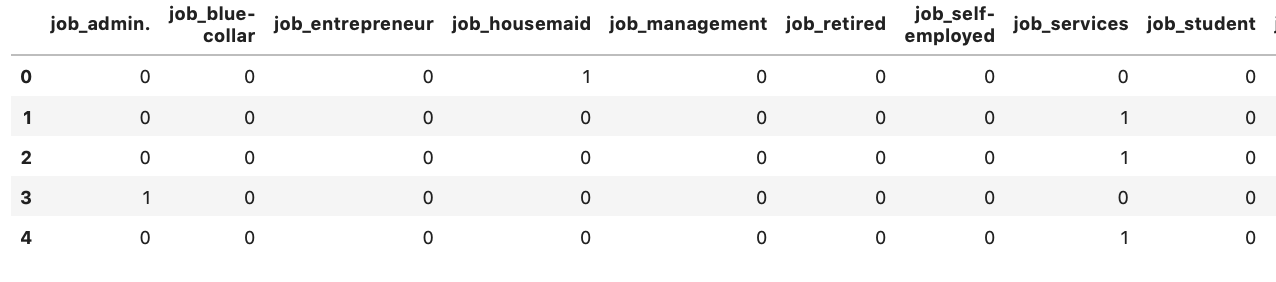 job_admin. job_blue-collar job_entrepreneur job_housemaid job_management job_retired job_self-employed job_services job_student
0 0 0 0 1 0 0 0 0 0
1 0 0 0 0 0 0 0 1 0
2 0 0 0 0 0 0 0 1 0
3 1 0 0 0 0 0 0 0 0
4 0 0 0 0 0 0 0 1 0